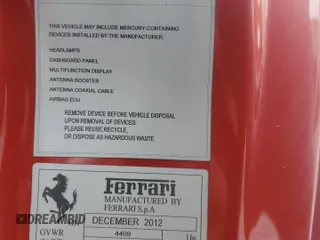 THIS VEHICLE MAY INCLUDE MERCURY-CONTAINING
DEVICES INSTALLED BY THE MANUFACTURER:
HEADLAMPS
DASHBOARD PANEL
MULTIFUNCTION DISPLAY
ANTENNA BOOSTER
ANTENNA COAXIAL CABLE
AIRBAG ECU
REMOVE DEVICE BEFORE VEHICLE DISPOSAL
UPON REMOVAL OF DEVICES.
PLEASE REUSE,RECYCLE,
OR DISPOSE AS HAZARDOUS WASTE
Ferrari
MANUFACTURED BY
FERRARI S.p.A.
DREAMBID
DECEMBER 2012
GVWR
4409
Lbs